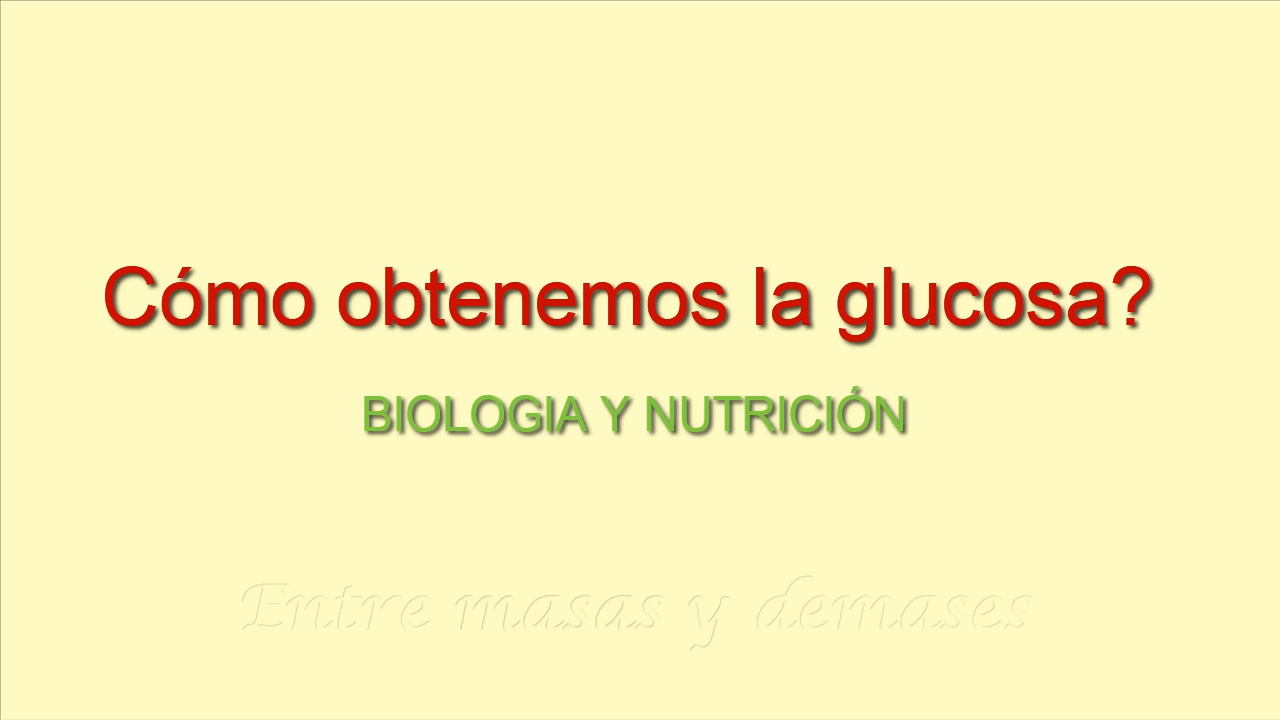 Cómo obtenemos la glucosa?
BIOLOGIA Y NUTRICIÓN
Entre masas y demases